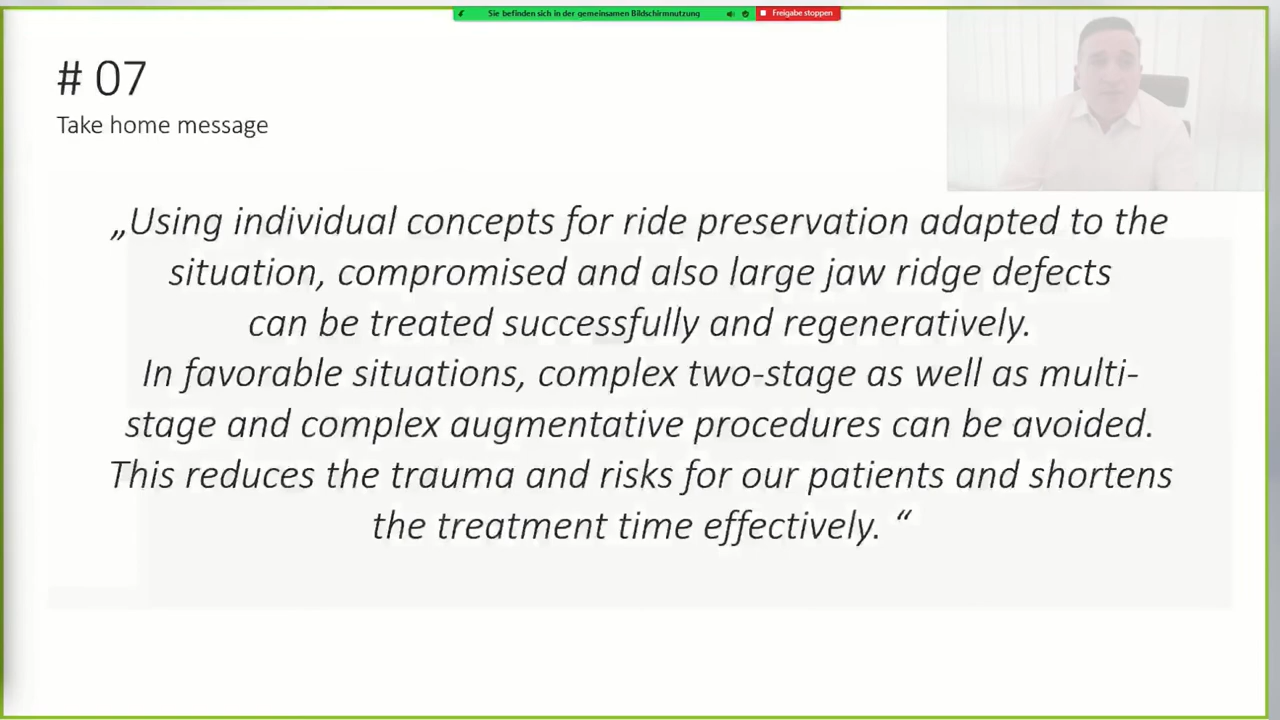 Sie befinden sich in der gemeinsamen Bildschirmnutzung
Freigabe stoppen
# 07
Take home message
„Using individual concepts for ride preservation adapted to the
situation, compromised and also large jaw ridge defects
can be treated successfully and regeneratively.
In favorable situations, complex two-stage as well as multi-
stage and complex augmentative procedures can be avoided.
This reduces the trauma and risks for our patients and shortens
the treatment time effectively. “